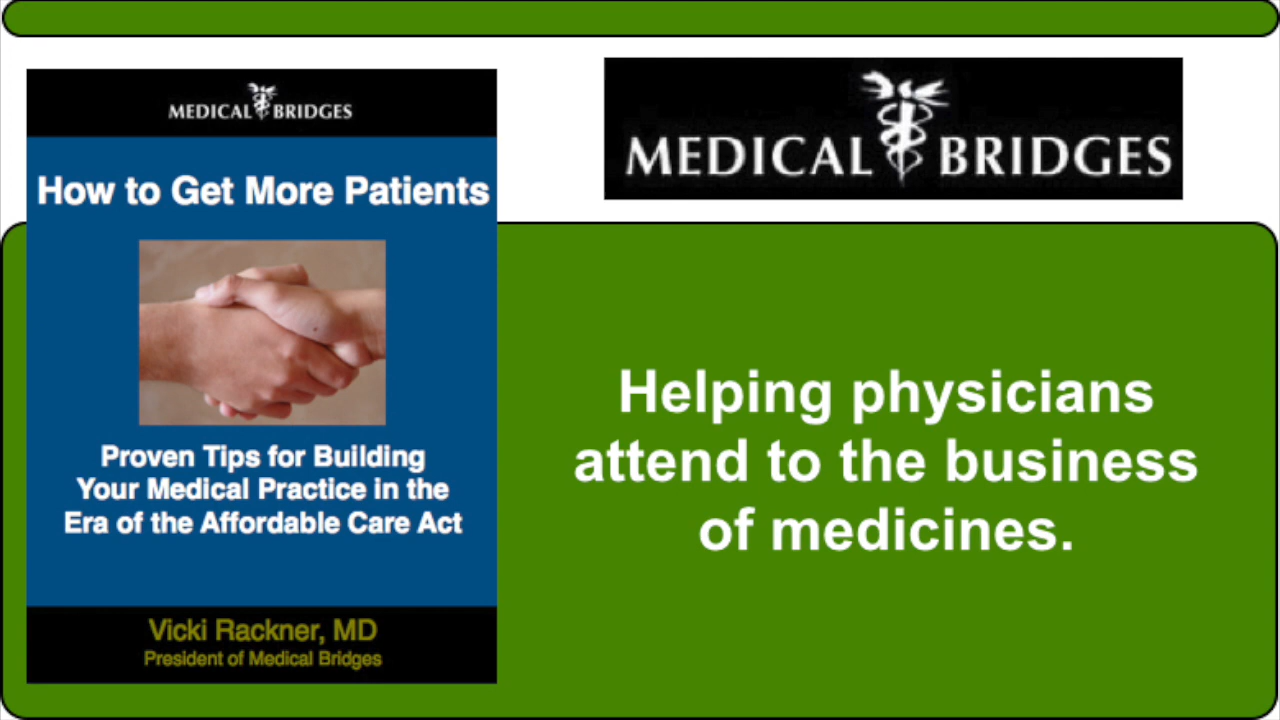 MEDICAL BRIDGES
How to Get More Patients
Proven Tips for Building
Your Medical Practice in the
Era of the Affordable Care Act
Vicki Rackner, MD
President of Medical Bridges
MEDICAL BRIDGES
Helping physicians
attend to the business
of medicines.